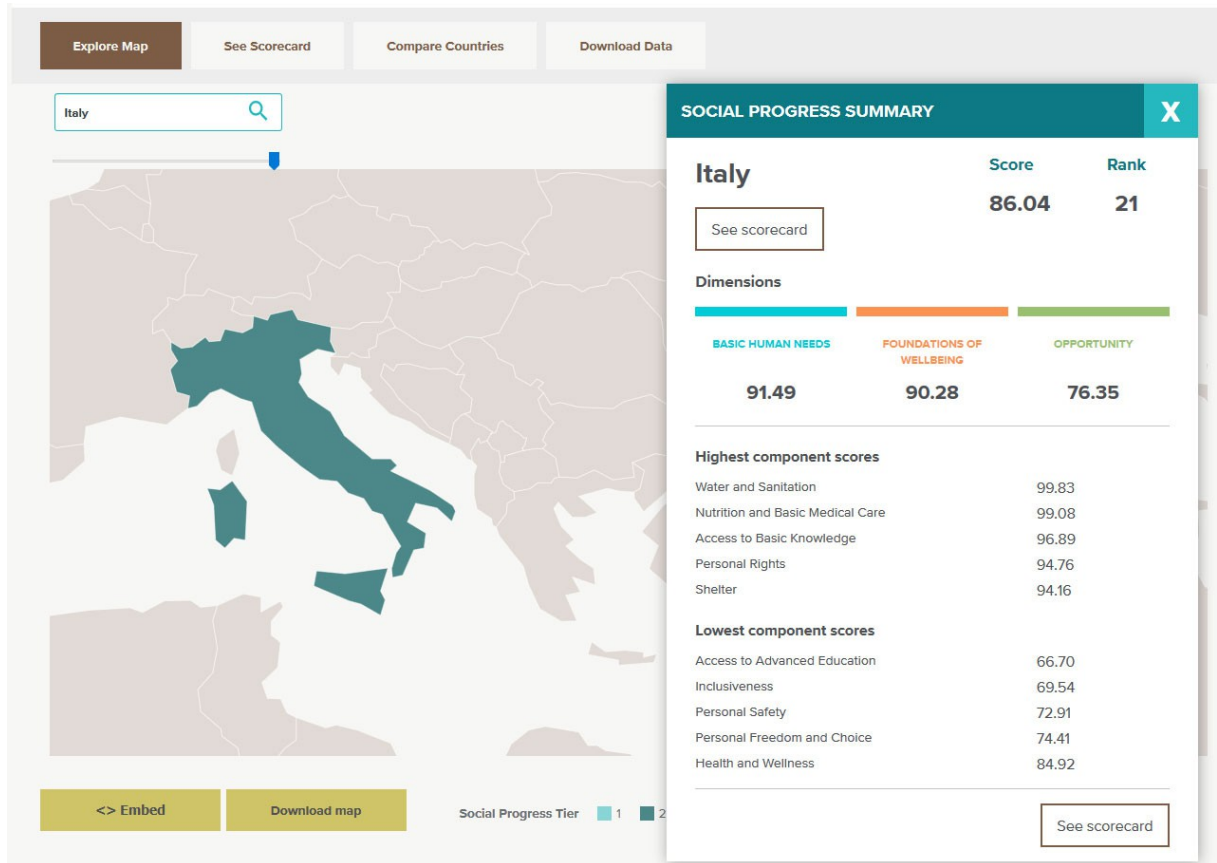 Explore Map
See Scorecard
Compare Countries
Download Data
Italy
SOCIAL PROGRESS SUMMARY
X
Italy
Score
Rank
86.04
21
See scorecard
Dimensions
BASIC HUMAN NEEDS
FOUNDATIONS OF
WELLBEING
OPPORTUNITY
91.49
90.28
76.35
Highest component scores
Water and Sanitation 99.83
Nutrition and Basic Medical Care 99.08
Access to Basic Knowledge 96.89
Personal Rights 94.76
Shelter 94.16
Lowest component scores
Access to Advanced Education 66.70
Inclusiveness 69.54
Personal Safety 72.91
Personal Freedom and Choice 74.41
Health and Wellness 84.92
See scorecard
<> Embed
Download map
Social Progress Tier 1 2